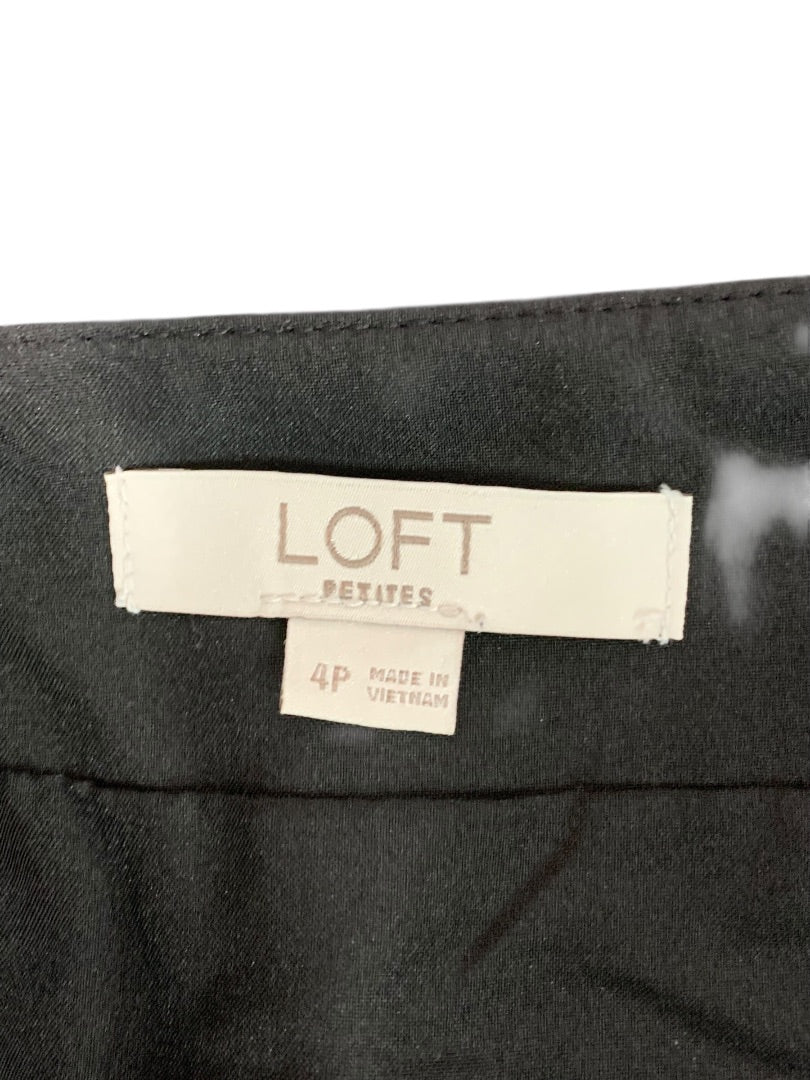 LOFT
PETITES
4P
MADE IN
VIETNAM